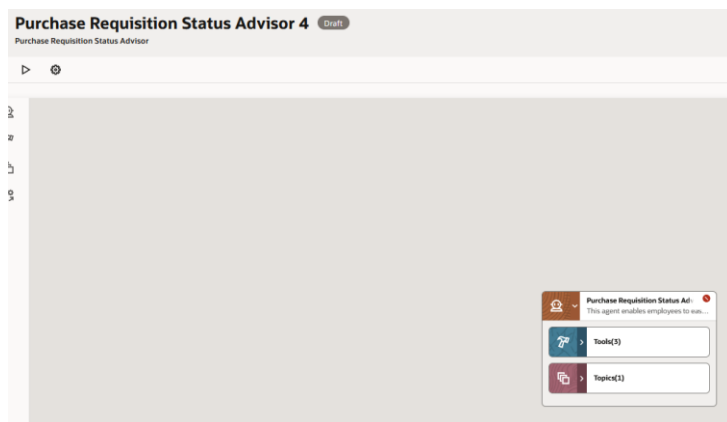 Purchase Requisition Status Advisor 4 Draft
Purchase Requisition Status Advisor
Purchase Requisition Status Ad
This agent enables employees to eas...
Tools(3)
Topics(1)